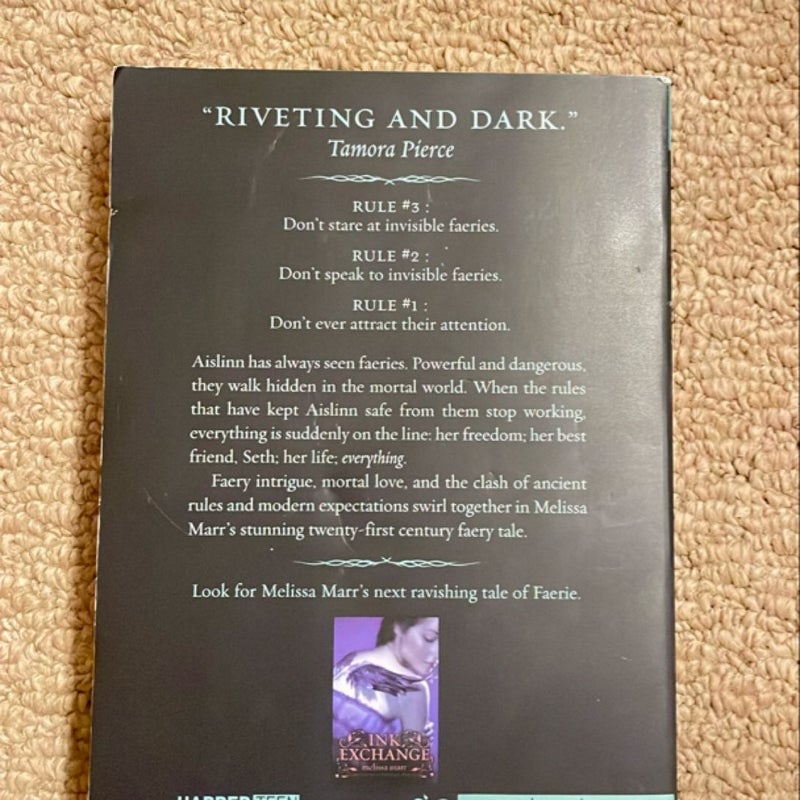 “RIVETING AND DARK.”
Tamora Pierce
RULE #3 :
Don't stare at invisible faeries.
RULE #2 :
Don't speak to invisible faeries.
RULE #1 :
Don't ever attract their attention.
Aislinn has always seen faeries. Powerful and dangerous,
they walk hidden in the mortal world. When the rules
that have kept Aislinn safe from them stop working,
everything is suddenly on the line: her freedom; her best
friend, Seth; her life; everything.
Faery intrigue, mortal love, and the clash of ancient
rules and modern expectations swirl together in Melissa
Marr's stunning twenty-first century faery tale.
Look for Melissa Marr's next ravishing tale of Faerie.
INK
EXCHANGE
melissa marr
HARPER TEEN